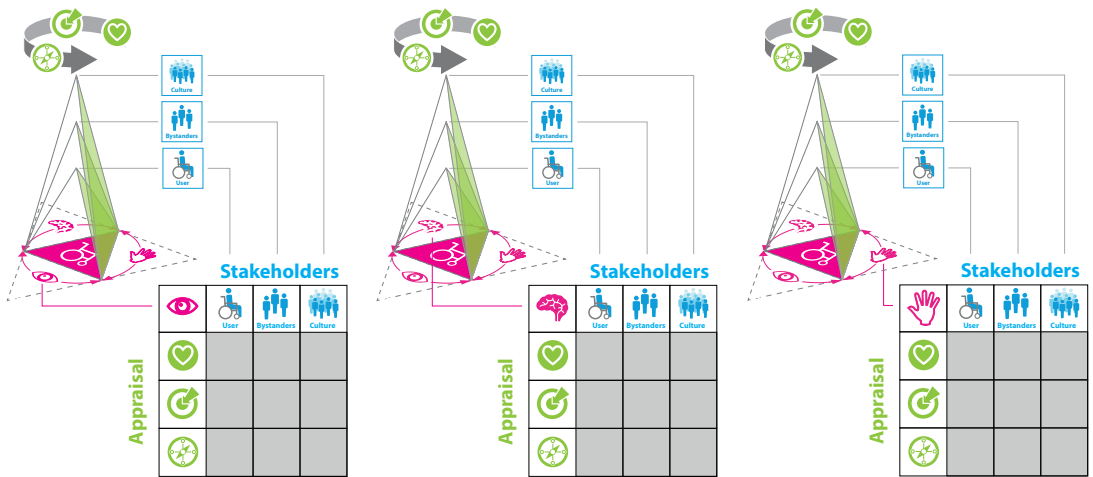 Culture
Bystanders
User
Stakeholders
User
Bystanders
Culture
Appraisal
Culture
Bystanders
User
Stakeholders
User
Bystanders
Culture
Appraisal
Culture
Bystanders
User
Stakeholders
User
Bystanders
Culture
Appraisal